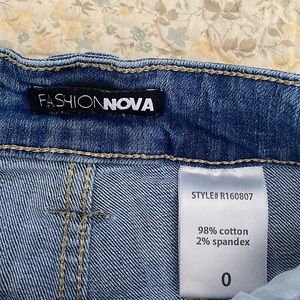 FASHIONNOVA
STYLE# R160807
98% cotton
2% spandex
0